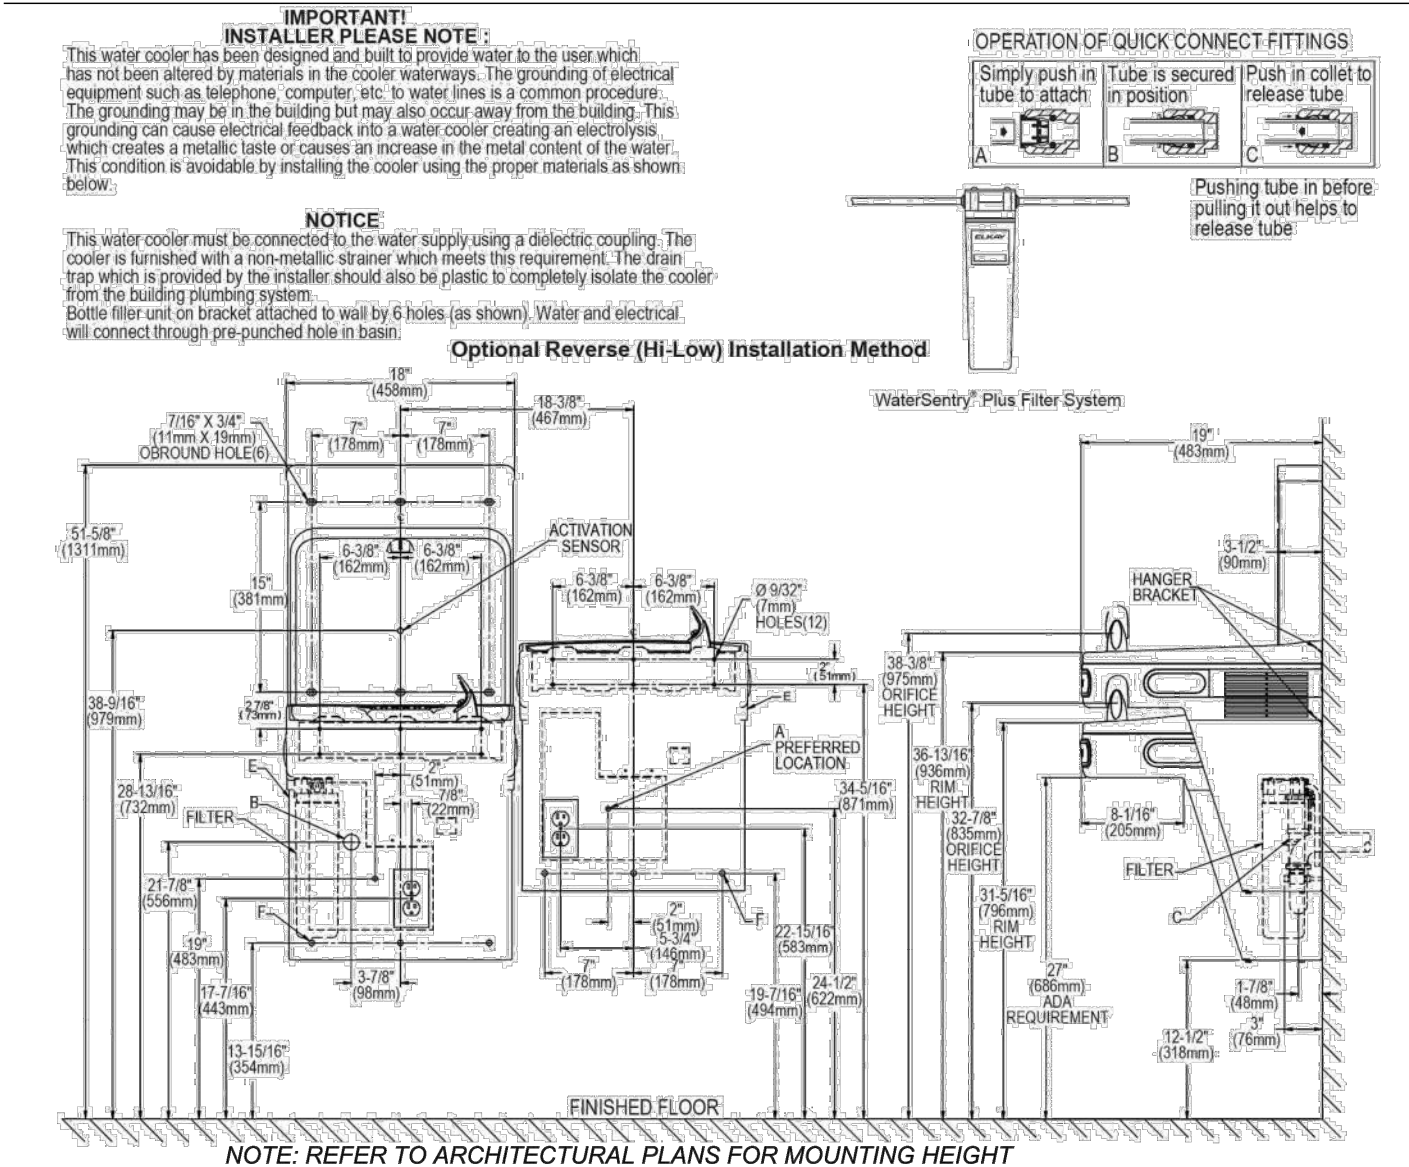 IMPORTANT!
INSTALLER PLEASE NOTE :
This water cooler has been designed and built to provide water to the user which
has not been altered by materials in the cooler waterways. The grounding of electrical
equipment such as telephone, computer, etc. to water lines is a common procedure.
The grounding may be in the building but may also occur away from the building. This
grounding can cause electrical feedback into a water cooler creating an electrolysis
which creates a metallic taste or causes an increase in the metal content of the water.
This condition is avoidable by installing the cooler using the proper materials as shown
below.
NOTICE
This water cooler must be connected to the water supply using a dielectric coupling. The
cooler is furnished with a non-metallic strainer which meets this requirement. The drain
trap which is provided by the installer should also be plastic to completely isolate the cooler
from the building plumbing system.
Bottle filler unit on bracket attached to wall by 6 holes (as shown). Water and electrical
will connect through pre-punched hole in basin.
OPERATION OF QUICK CONNECT FITTINGS
Simply push in
tube to attach
A
Tube is secured
in position
B
Push in collet to
release tube
C
Pushing tube in before
pulling it out helps to
release tube
ELKAY
WaterSentry® Plus Filter System
Optional Reverse (Hi-Low) Installation Method
18"
(458mm)
18-3/8"
(467mm)
7/16" X 3/4"
(11mm X 19mm)
OBROUND HOLE(6)
7"
(178mm)
7"
(178mm)
51-5/8"
(1311mm)
ACTIVATION
SENSOR
6-3/8"
(162mm)
6-3/8"
(162mm)
15"
(381mm)
6-3/8"
(162mm)
6-3/8"
(162mm)
Ø 9/32"
(7mm)
HOLES(12)
2"
(51mm)
38-9/16"
(979mm)
2-7/8"
(73mm)
E
A
PREFERRED
LOCATION
E
2"
(51mm)
7/8"
(22mm)
28-13/16"
(732mm)
B
FILTER
34-5/16"
(871mm)
21-7/8"
(556mm)
F
19"
(483mm)
17-7/16"
(443mm)
3-7/8"
(98mm)
13-15/16"
(354mm)
2"
(51mm)
5-3/4"
(146mm)
7"
(178mm)
7"
(178mm)
F
22-15/16"
(583mm)
24-1/2"
(622mm)
19-7/16"
(494mm)
19"
(483mm)
3-1/2"
(90mm)
HANGER
BRACKET
38-3/8"
(975mm)
ORIFICE
HEIGHT
36-13/16"
(936mm)
RIM
HEIGHT
32-7/8"
(835mm)
ORIFICE
HEIGHT
31-5/16"
(796mm)
RIM
HEIGHT
8-1/16"
(205mm)
FILTER
C
27"
(686mm)
ADA
REQUIREMENT
12-1/2"
(318mm)
1-7/8"
(48mm)
3"
(76mm)
FINISHED FLOOR
NOTE: REFER TO ARCHITECTURAL PLANS FOR MOUNTING HEIGHT